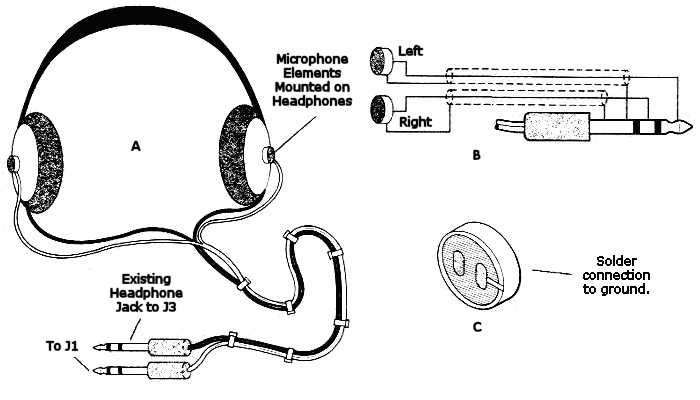 Microphone
Elements
Mounted on
Headphones
A
Left
Right
B
Existing
Headphone
Jack to J3
To J1
Solder
connection
to ground.
C